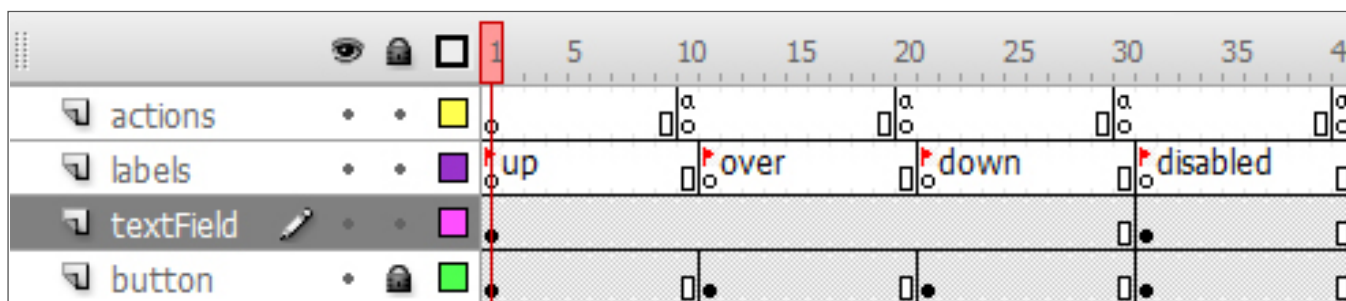 1 5 10 15 20 25 30 35 4
actions a a a a
labels up over down disabled
textField
button